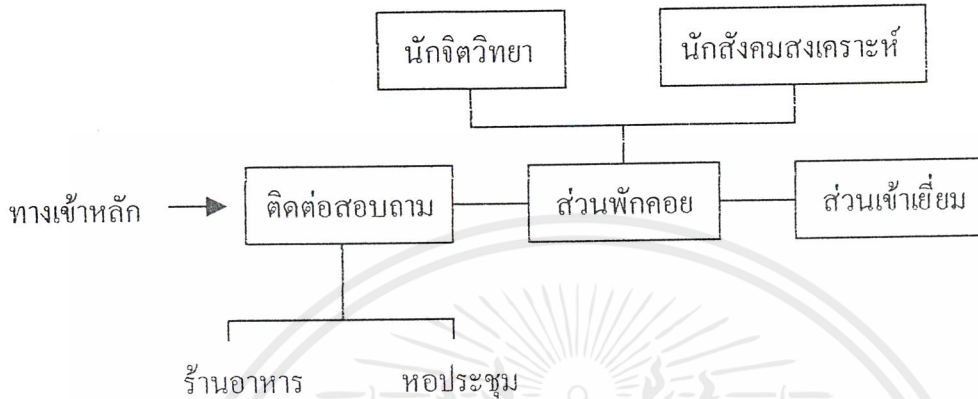 นักจิตวิทยา นักสังคมสงเคราะห์
ทางเข้าหลัก ติดต่อสอบถาม ส่วนพักคอย ส่วนเข้าเยี่ยม
ร้านอาหาร หอประชุม